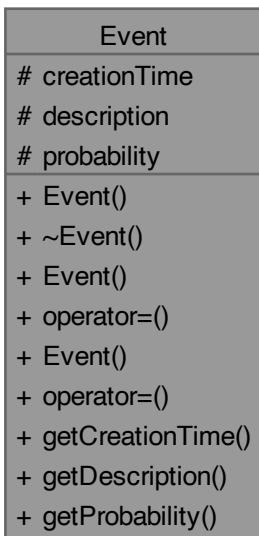 Event
# creationTime
# description
# probability
+ Event()
+ ~Event()
+ Event()
+ operator=()
+ Event()
+ operator=()
+ getCreationTime()
+ getDescription()
+ getProbability()